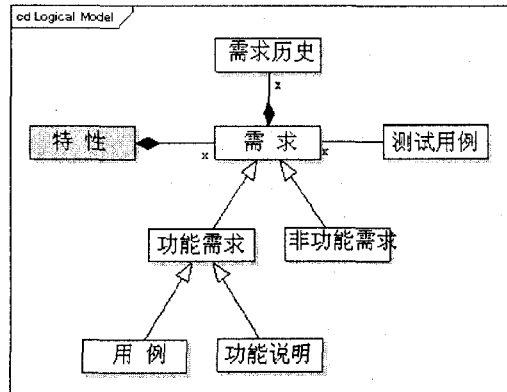 cd Logical Model
需求历史
x
特性
x
需求
x
测试用例
功能需求
非功能需求
用例
功能说明